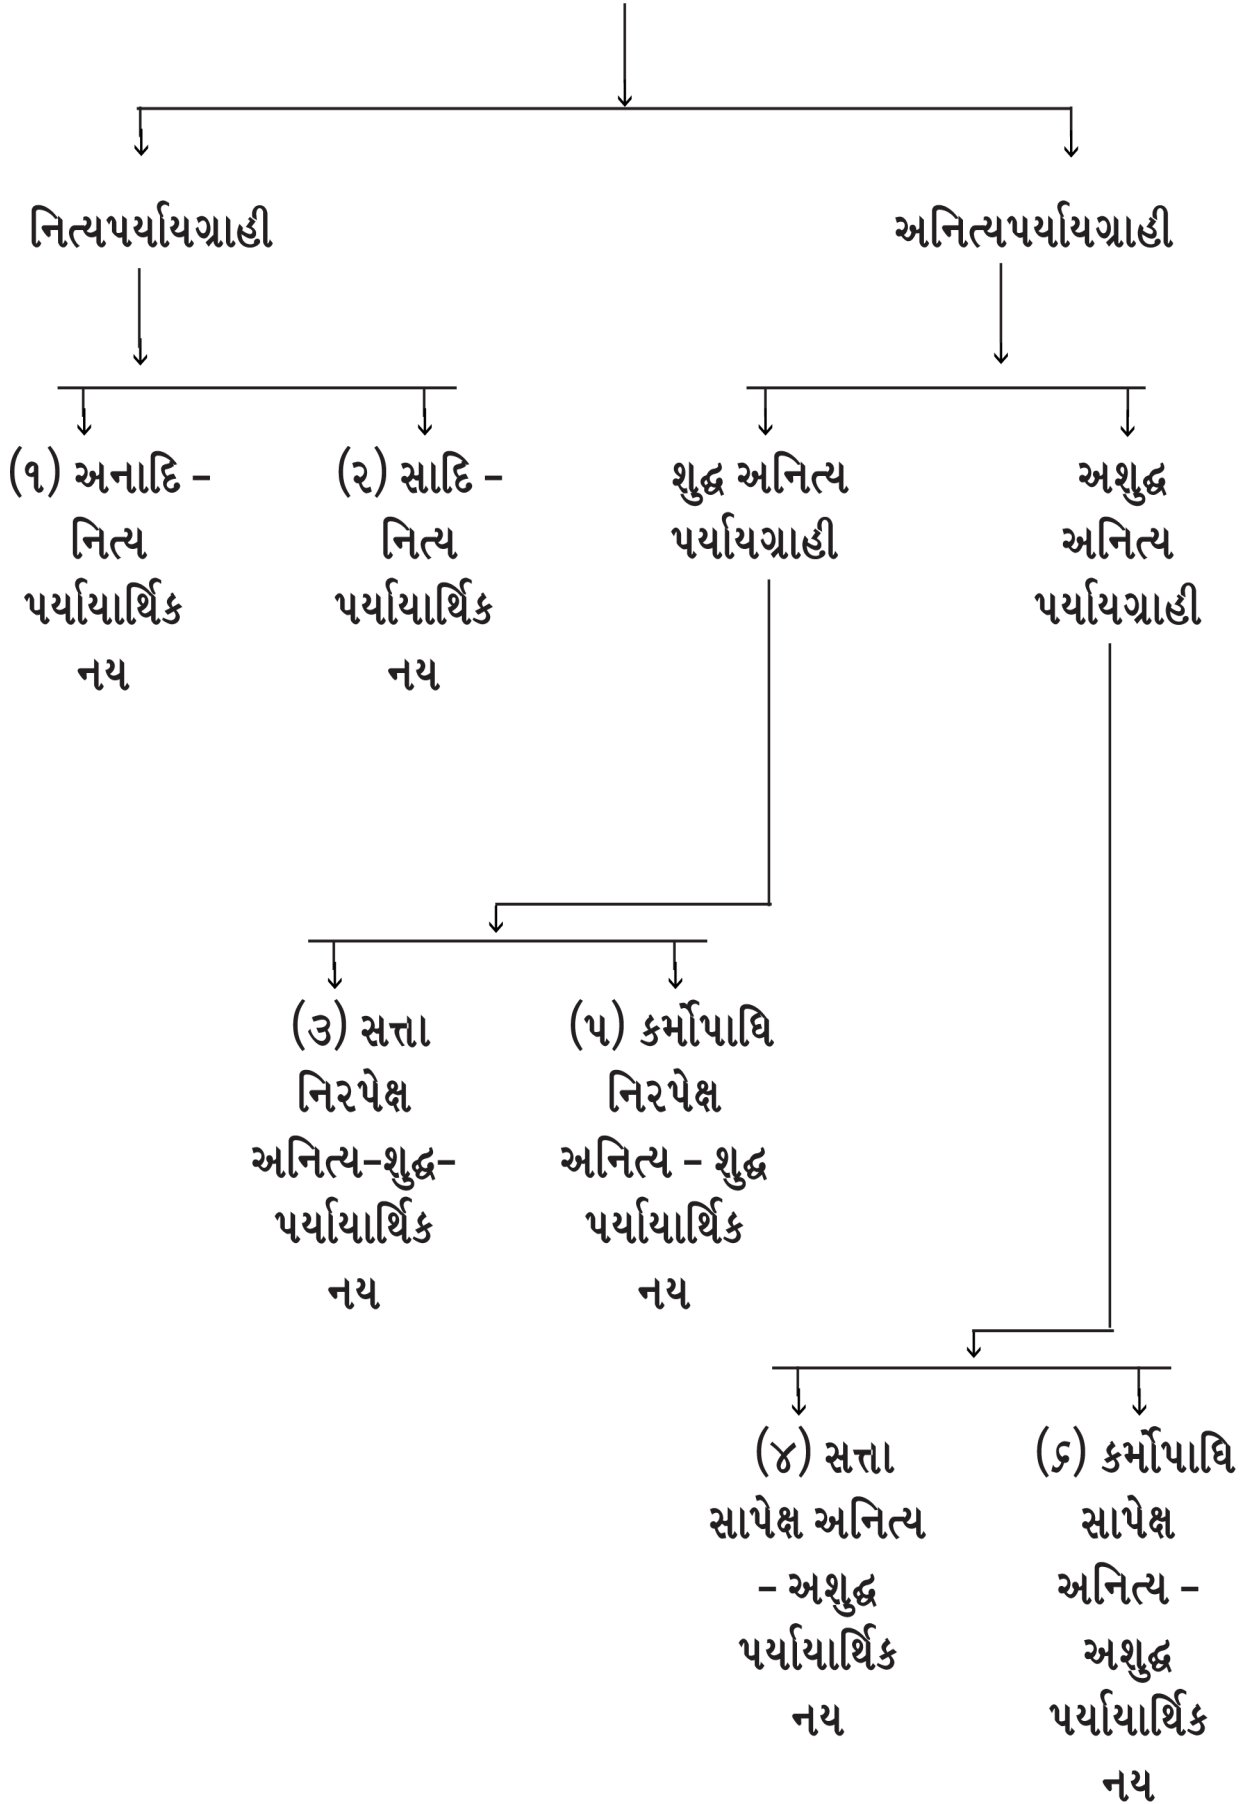 નિત્યપર્યાયગ્રાહી
અનિત્યપર્યાયગ્રાહી
(૧) અનાદિ –
નિત્ય
પર્યાયાર્થિક
નય
(૨) સાદિ –
નિત્ય
પર્યાયાર્થિક
નય
શુદ્ધ અનિત્ય
પર્યાયગ્રાહી
અશુદ્ધ
અનિત્ય
પર્યાયગ્રાહી
(૩) સત્તા
નિરપેક્ષ
અનિત્ય–શુદ્ધ–
પર્યાયાર્થિક
નય
(૫) કર્મોપાધિ
નિરપેક્ષ
અનિત્ય – શુદ્ધ
પર્યાયાર્થિક
નય
(૪) સત્તા
સાપેક્ષ અનિત્ય
– અશુદ્ધ
પર્યાયાર્થિક
નય
(૬) કર્મોપાધિ
સાપેક્ષ
અનિત્ય –
અશુદ્ધ
પર્યાયાર્થિક
નય